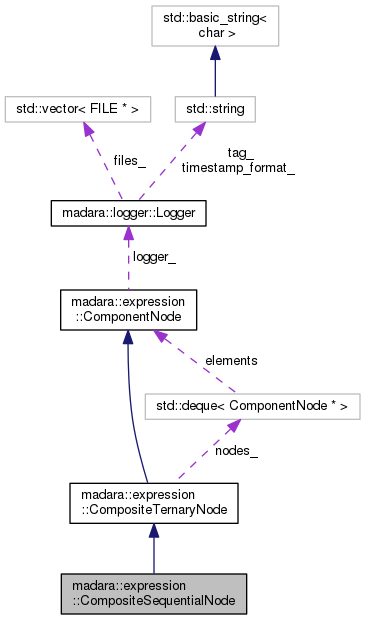 std::basic_string<
char >
std::vector< FILE * >
std::string
files_
tag_
timestamp_format_
madara::logger::Logger
logger_
madara::expression
::ComponentNode
elements
std::deque< ComponentNode * >
nodes_
madara::expression
::CompositeTernaryNode
madara::expression
::CompositeSequentialNode